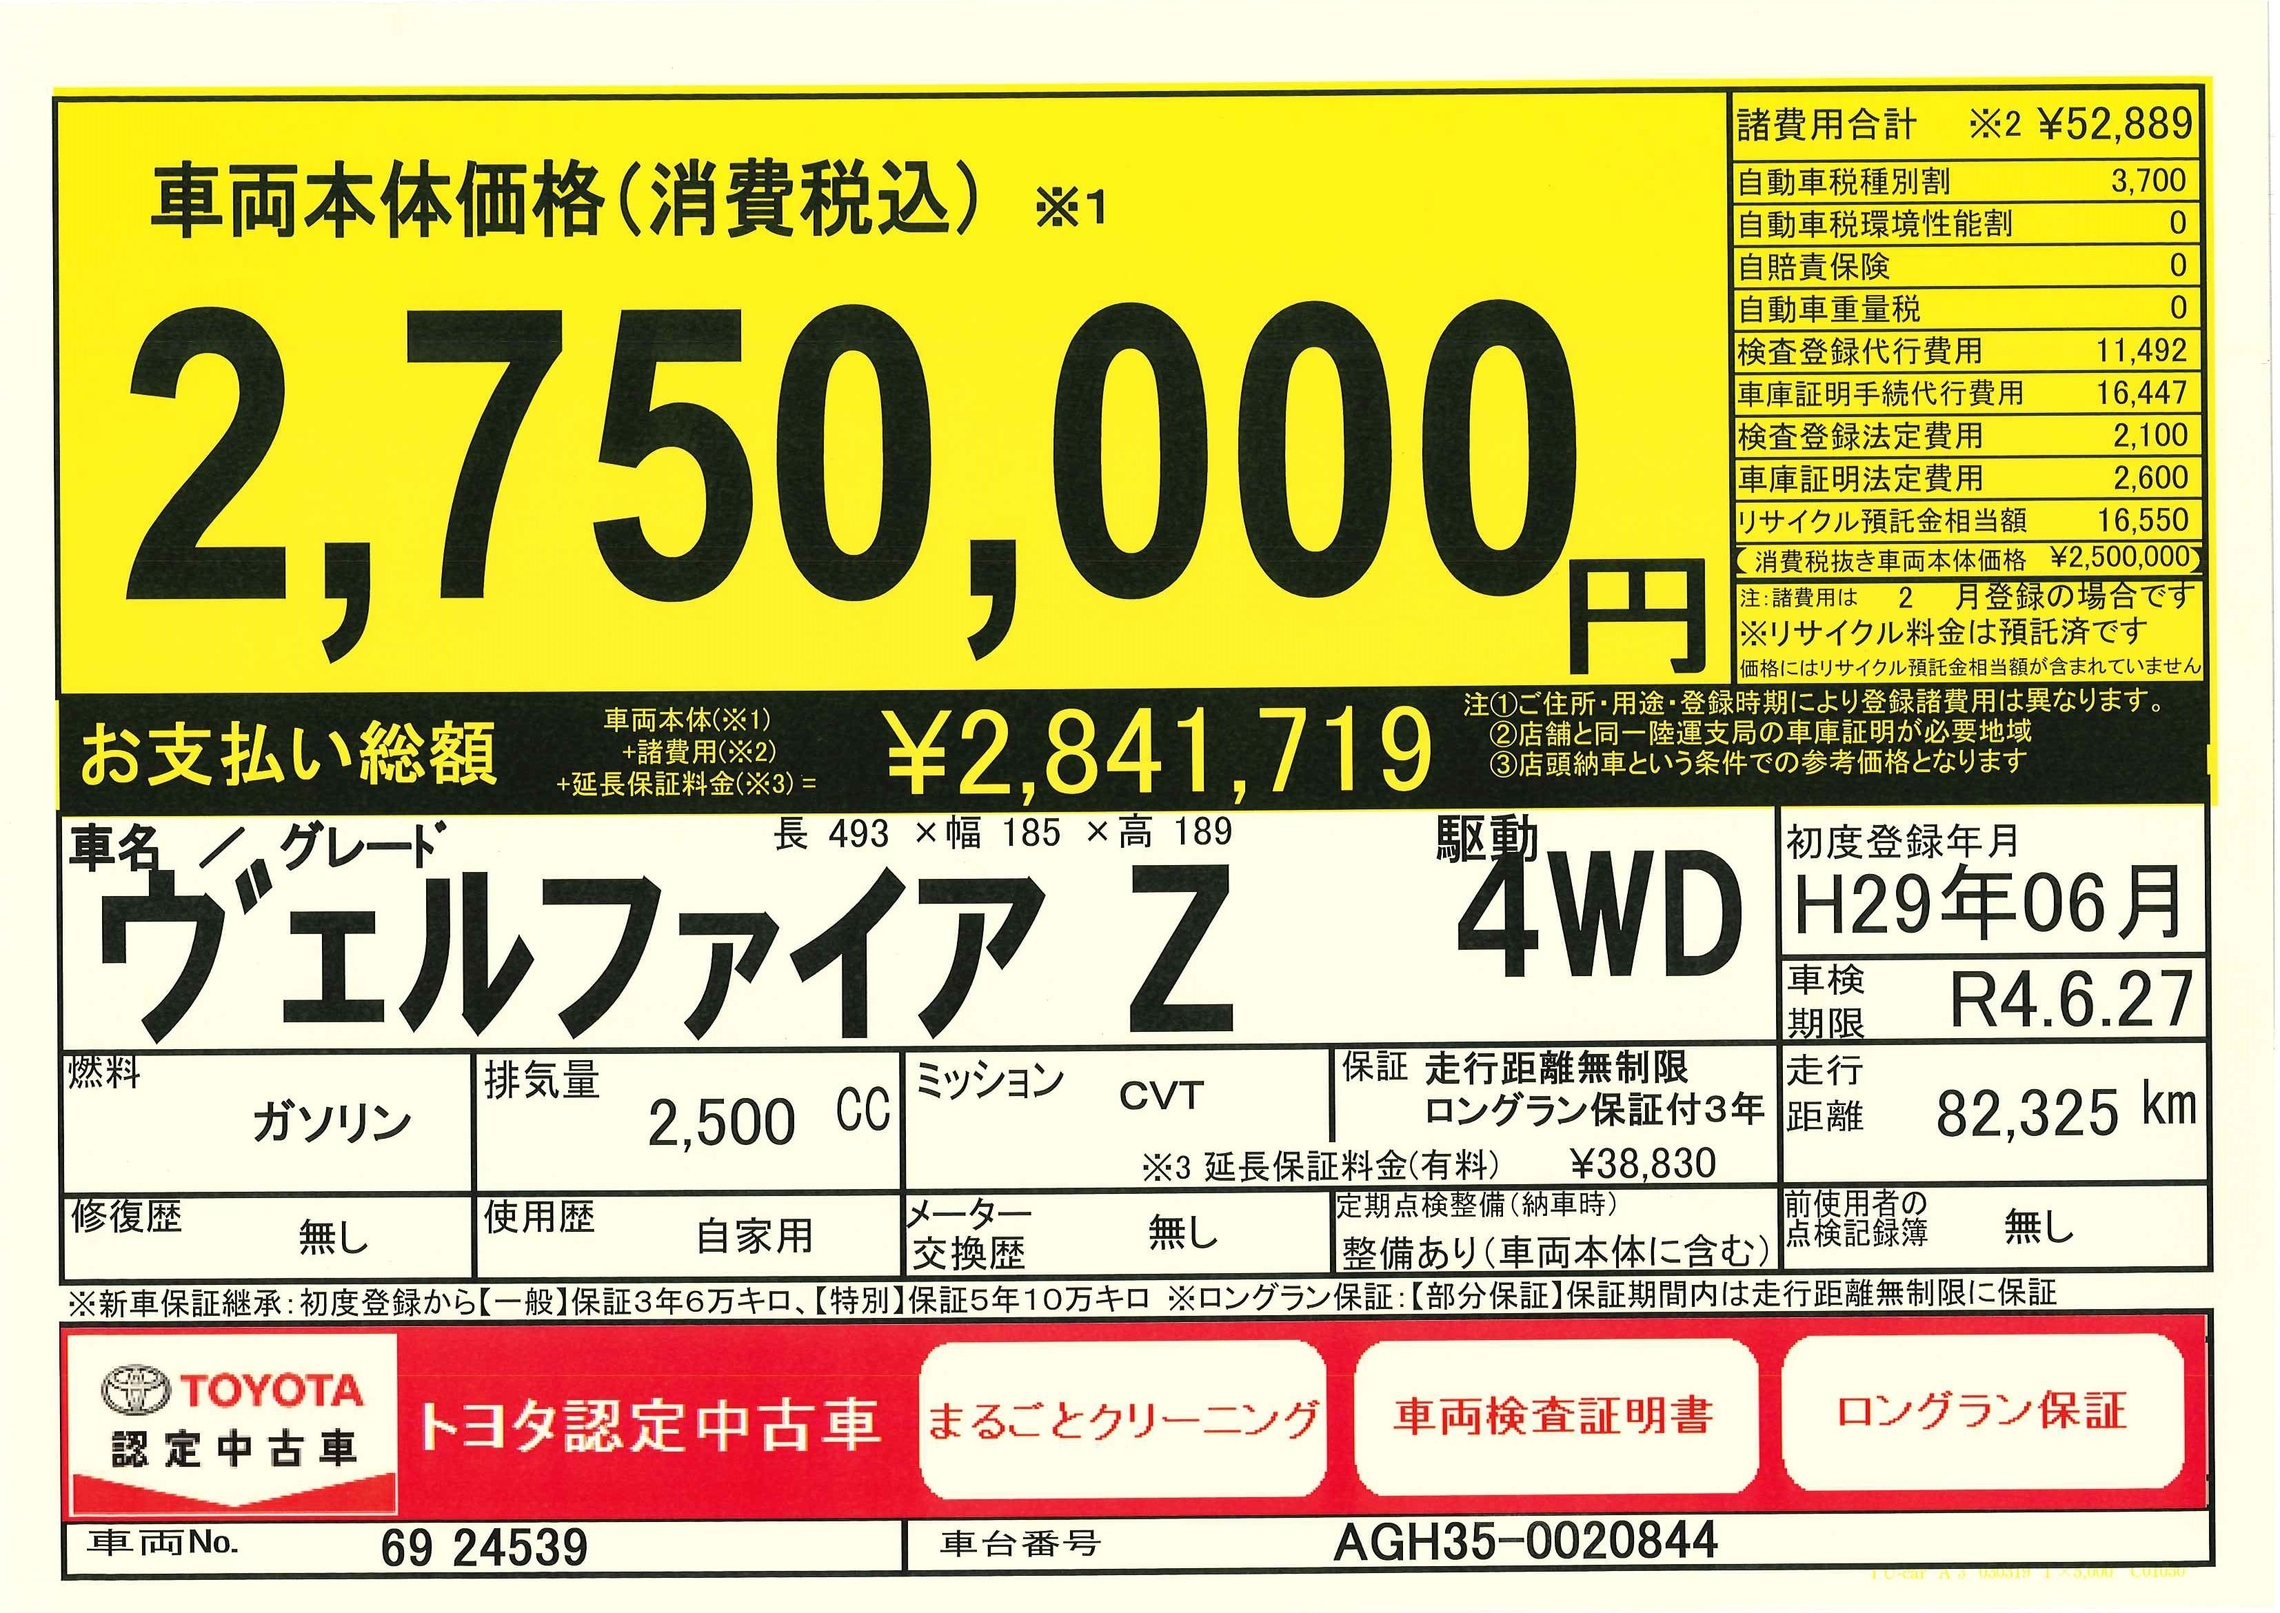 車両本体価格(消費税込) ※1
2,750,000円
諸費用合計 ※2 ¥52,889
自動車税種別割 3,700
自動車税環境性能割 0
自賠責保険 0
自動車重量税 0
検査登録代行費用 11,492
車庫証明手続代行費用 16,447
検査登録法定費用 2,100
車庫証明法定費用 2,600
リサイクル預託金相当額 16,550
(消費税抜き車両本体価格 ¥2,500,000)
注:諸費用は 2 月登録の場合です
※リサイクル料金は預託済です
価格にはリサイクル預託金相当額が含まれていません
お支払い総額
車両本体(※1)
+諸費用(※2)
+延長保証料金(※3)=
¥2,841,719
注①ご住所・用途・登録時期により登録諸費用は異なります。
②店舗と同一陸運支局の車庫証明が必要地域
③店頭納車という条件での参考価格となります
車名 / グレード
長 493 ×幅 185 ×高 189
ヴェルファイア Z
駆動
4WD
初度登録年月
H29年06月
車検
期限
R4.6.27
燃料
ガソリン
排気量
2,500 CC
ミッション
CVT
保証 走行距離無制限
ロングラン保証付3年
※3 延長保証料金(有料) ¥38,830
走行
距離
82,325 km
修復歴
無し
使用歴
自家用
メーター
交換歴
無し
定期点検整備(納車時)
整備あり(車両本体に含む)
前使用者の
点検記録簿
無し
※新車保証継承:初度登録から【一般】保証3年6万キロ、【特別】保証5年10万キロ ※ロングラン保証:【部分保証】保証期間内は走行距離無制限に保証
TOYOTA
認定中古車
トヨタ認定中古車
まるごとクリーニング
車両検査証明書
ロングラン保証
車両No.
69 24539
車台番号
AGH35-0020844